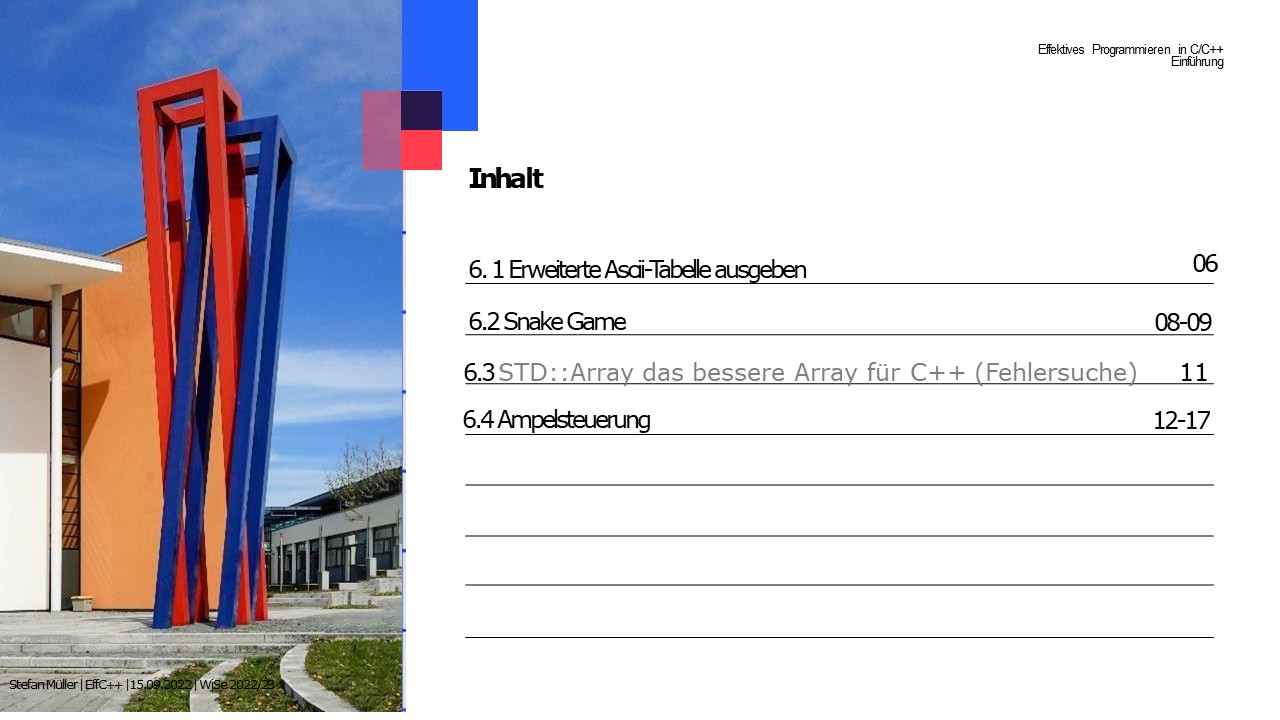 Effektives Programmieren in C/C++
Einführung
Inhalt
6. 1 Erweiterte Ascii-Tabelle ausgeben 06
6.2 Snake Game 08-09
6.3 STD::Array das bessere Array für C++ (Fehlersuche) 11
6.4 Ampelsteuerung 12-17
Stefan Müller | EffC++ | 15.09.2022 | WiSe 2022/23